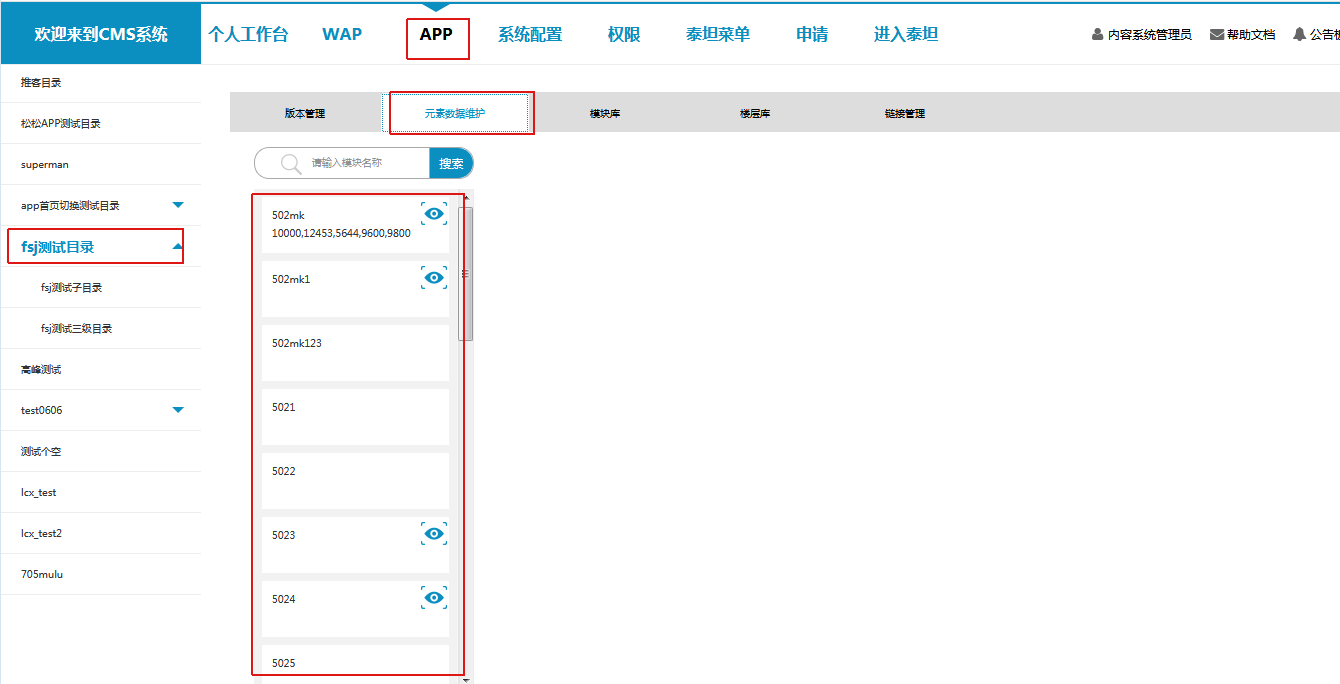 欢迎来到CMS系统
个人工作台 WAP APP 系统配置 权限 泰坦菜单 申请 进入泰坦
内容系统管理员 帮助文档 公告
推客目录
松松APP测试目录
superman
app首页切换测试目录
fsj测试目录
fsj测试子目录
fsj测试三级目录
高峰测试
test0606
测试个空
lcx_test
lcx_test2
705mulu
版本管理 元素数据维护 模块库 楼层库 链接管理
请输入模块名称 搜索
502mk
10000,12453,5644,9600,9800
502mk1
502mk123
5021
5022
5023
5024
5025